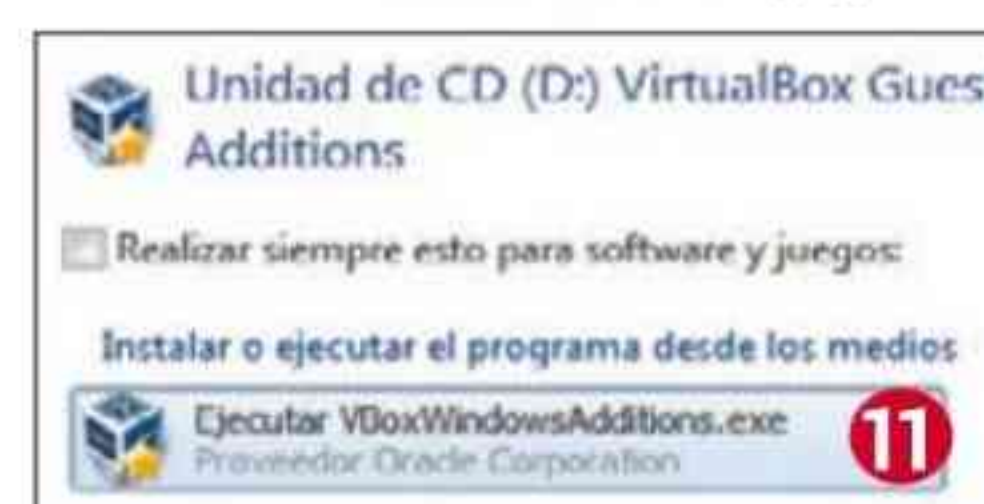 Unidad de CD (D:) VirtualBox Gues
Additions
Realizar siempre esto para software y juegos:
Instalar o ejecutar el programa desde los medios
Ejecutar VBoxWindowsAdditions.exe
Proveedor Oracle Corporation
11